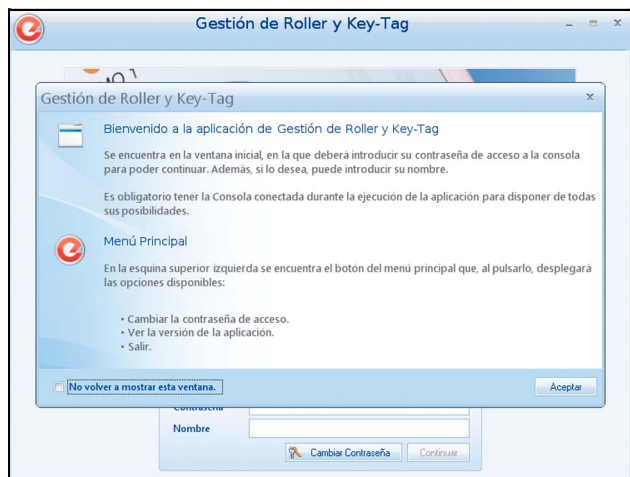 Gestión de Roller y Key-Tag
Gestión de Roller y Key-Tag
Bienvenido a la aplicación de Gestión de Roller y Key-Tag
Se encuentra en la ventana inicial, en la que deberá introducir su contraseña de acceso a la consola
para poder continuar. Además, si lo desea, puede introducir su nombre.
Es obligatorio tener la Consola conectada durante la ejecución de la aplicación para disponer de todas
sus posibilidades.
Menú Principal
En la esquina superior izquierda se encuentra el botón del menú principal que, al pulsarlo, desplegará
las opciones disponibles:
• Cambiar la contraseña de acceso.
• Ver la versión de la aplicación.
• Salir.
No volver a mostrar esta ventana.
Aceptar
Contraseña
Nombre
Cambiar Contraseña
Continuar